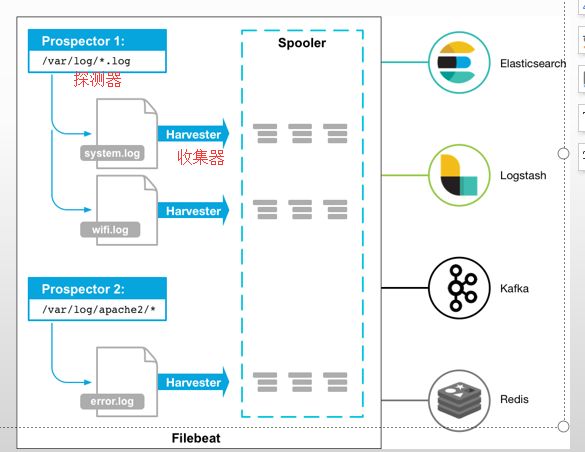 Prospector 1:
/var/log/*.log
探测器
system.log
Harvester
收集器
wifi.log
Harvester
Prospector 2:
/var/log/apache2/*
error.log
Harvester
Spooler
Filebeat
Elasticsearch
Logstash
Kafka
Redis